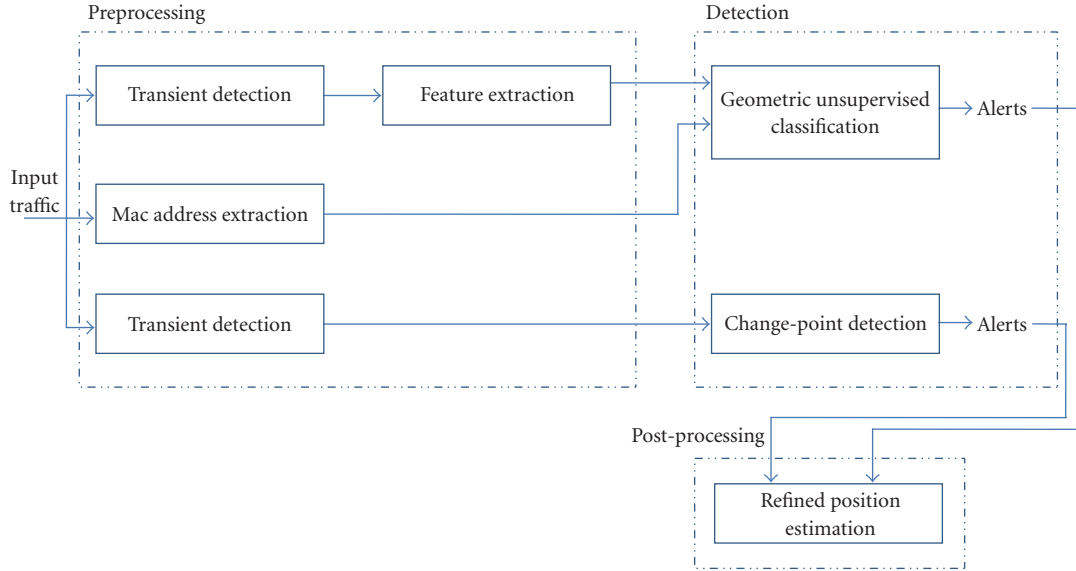 Preprocessing
Detection
Transient detection
Feature extraction
Geometric unsupervised
classification
Alerts
Input
traffic
Mac address extraction
Transient detection
Change-point detection
Alerts
Post-processing
Refined position
estimation